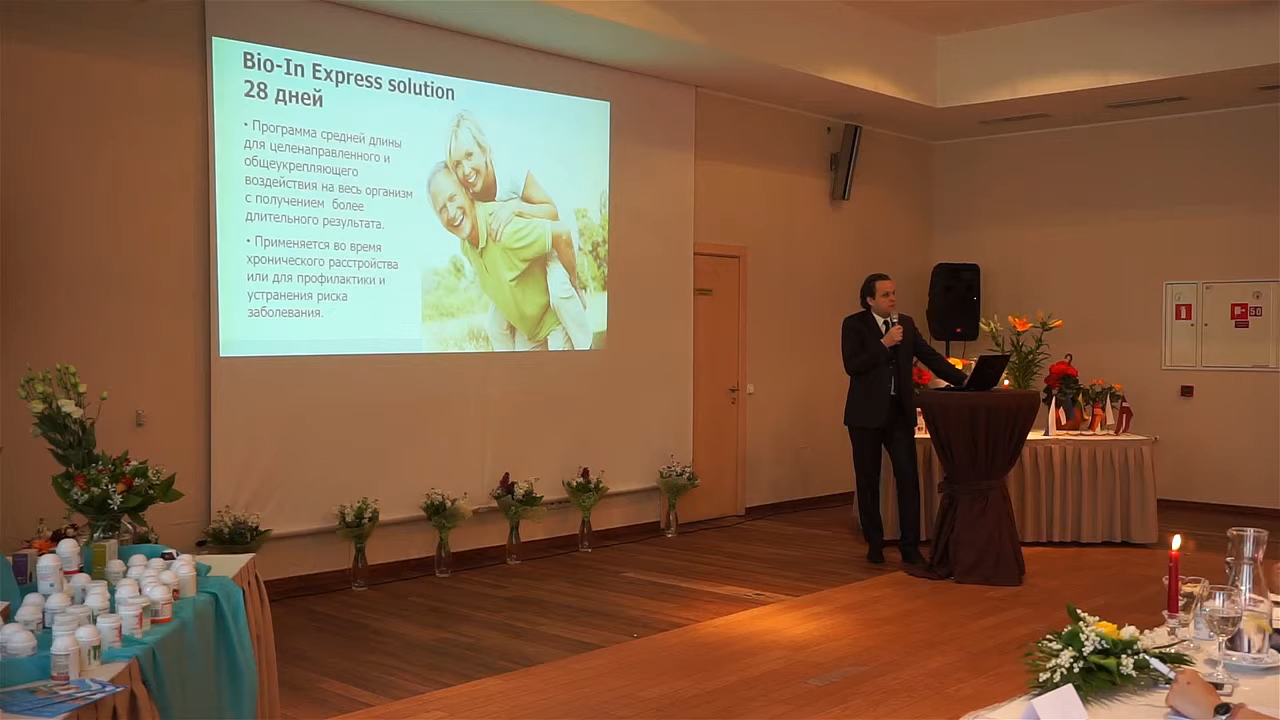 Bio-In Express solution
28 дней
• Программа средней длины
для целенаправленного и
общеукрепляющего
воздействия на весь организм
с получением более
длительного результата.
• Применяется во время
хронического расстройства
или для профилактики и
устранения риска
заболевания.
50